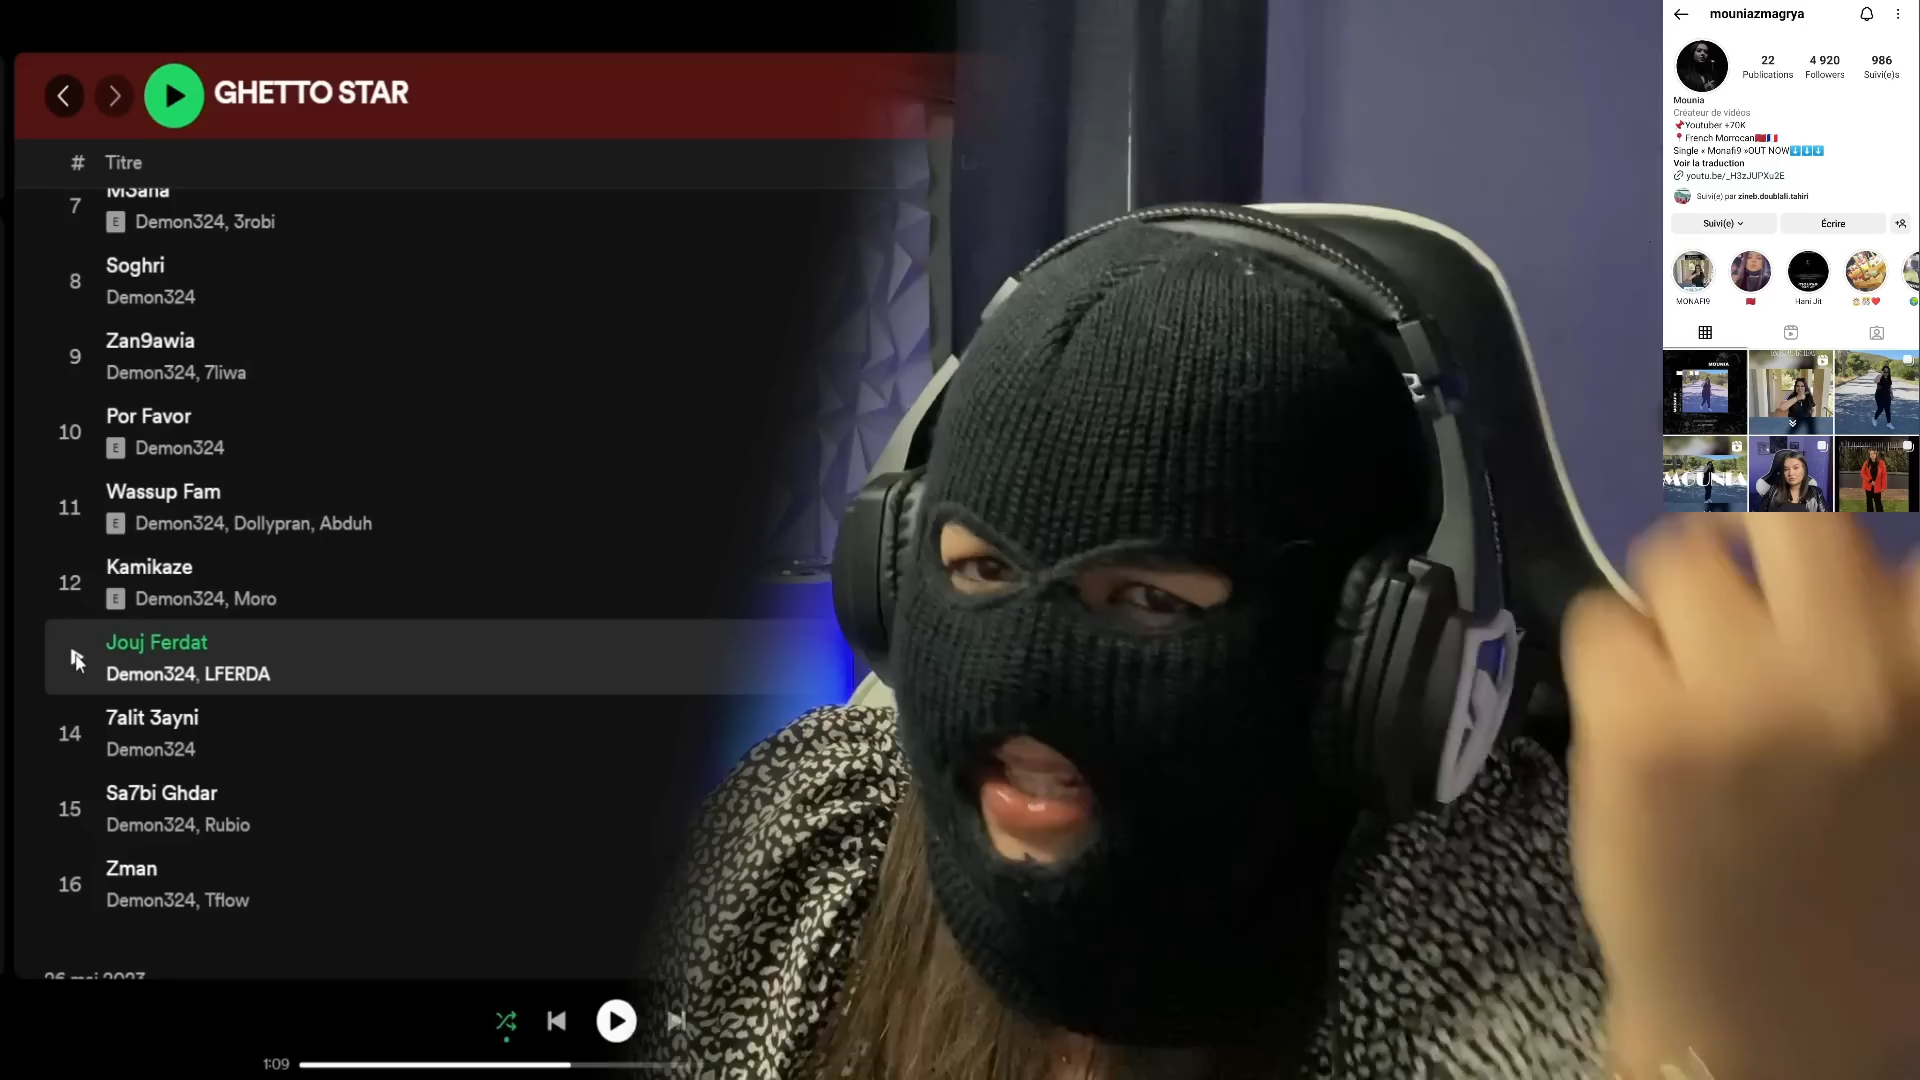 GHETTO STAR
# Titre
7
M3ana
E Demon324, 3robi
8
Soghri
Demon324
9
Zan9awia
Demon324, 7liwa
10
Por Favor
E Demon324
11
Wassup Fam
E Demon324, Dollypran, Abduh
12
Kamikaze
E Demon324, Moro
Jouj Ferdat
Demon324, LFERDA
14
7alit 3ayni
Demon324
15
Sa7bi Ghdar
Demon324, Rubio
16
Zman
Demon324, Tflow
26 mai 2023
1:09
mouniazmagrya
22 4 920 986
Publications Followers Suivi(e)s
Mounia
Créateur de vidéos
📌Youtuber +70K
📍French Morrocan🇲🇦🇫🇷
Single « Monafi9 »OUT NOW⬇️⬇️⬇️
Voir la traduction
youtu.be/_H3zJUPXu2E
Suivi(e) par zineb.doublali.tahiri
Suivi(e) Écrire
MONAFI9 🇲🇦 Hani Jit
MOUNIA
MOUNIA